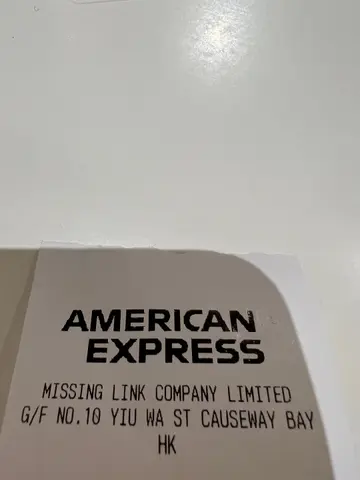 AMERICAN
EXPRESS
MISSING LINK COMPANY LIMITED
G/F NO.10 YIU WA ST CAUSEWAY BAY
HK